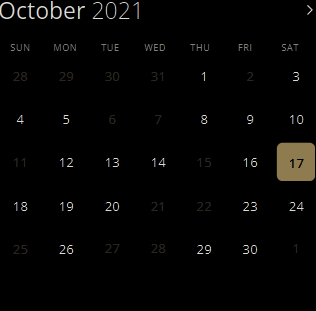 October 2021
SUN MON TUE WED THU FRI SAT
28 29 30 31 1 2 3
4 5 6 7 8 9 10
11 12 13 14 15 16 17
18 19 20 21 22 23 24
25 26 27 28 29 30 1